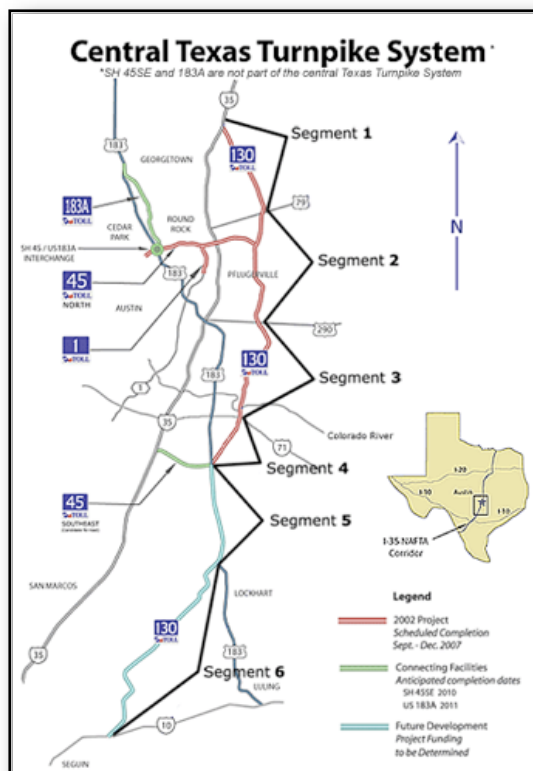 Central Texas Turnpike System *
*SH 45SE and 183A are not part of the central Texas Turnpike System
35
Segment 1
183
130
TOLL
GEORGETOWN
183A
TOLL
79
CEDAR
PARK
ROUND
ROCK
N
SH 45 / US183A
INTERCHANGE
Segment 2
183
PFLUGERVILLE
45
TOLL
NORTH
AUSTIN
290
1
TOLL
130
TOLL
183
Segment 3
1
35
Colorado River
71
Segment 4
Austin
I-20
I-10
I-10
45
TOLL
SOUTHEAST
Segment 5
I-35 NAFTA
Corridor
SAN MARCOS
LOCKHART
Legend
130
TOLL
2002 Project
Scheduled Completion
Sept. - Dec. 2007
35
183
Segment 6
Connecting Facilities
Anticipated completion dates
SH 45SE 2010
US 183A 2011
LULING
10
Future Development
Project Funding
to be Determined
SEGUIN